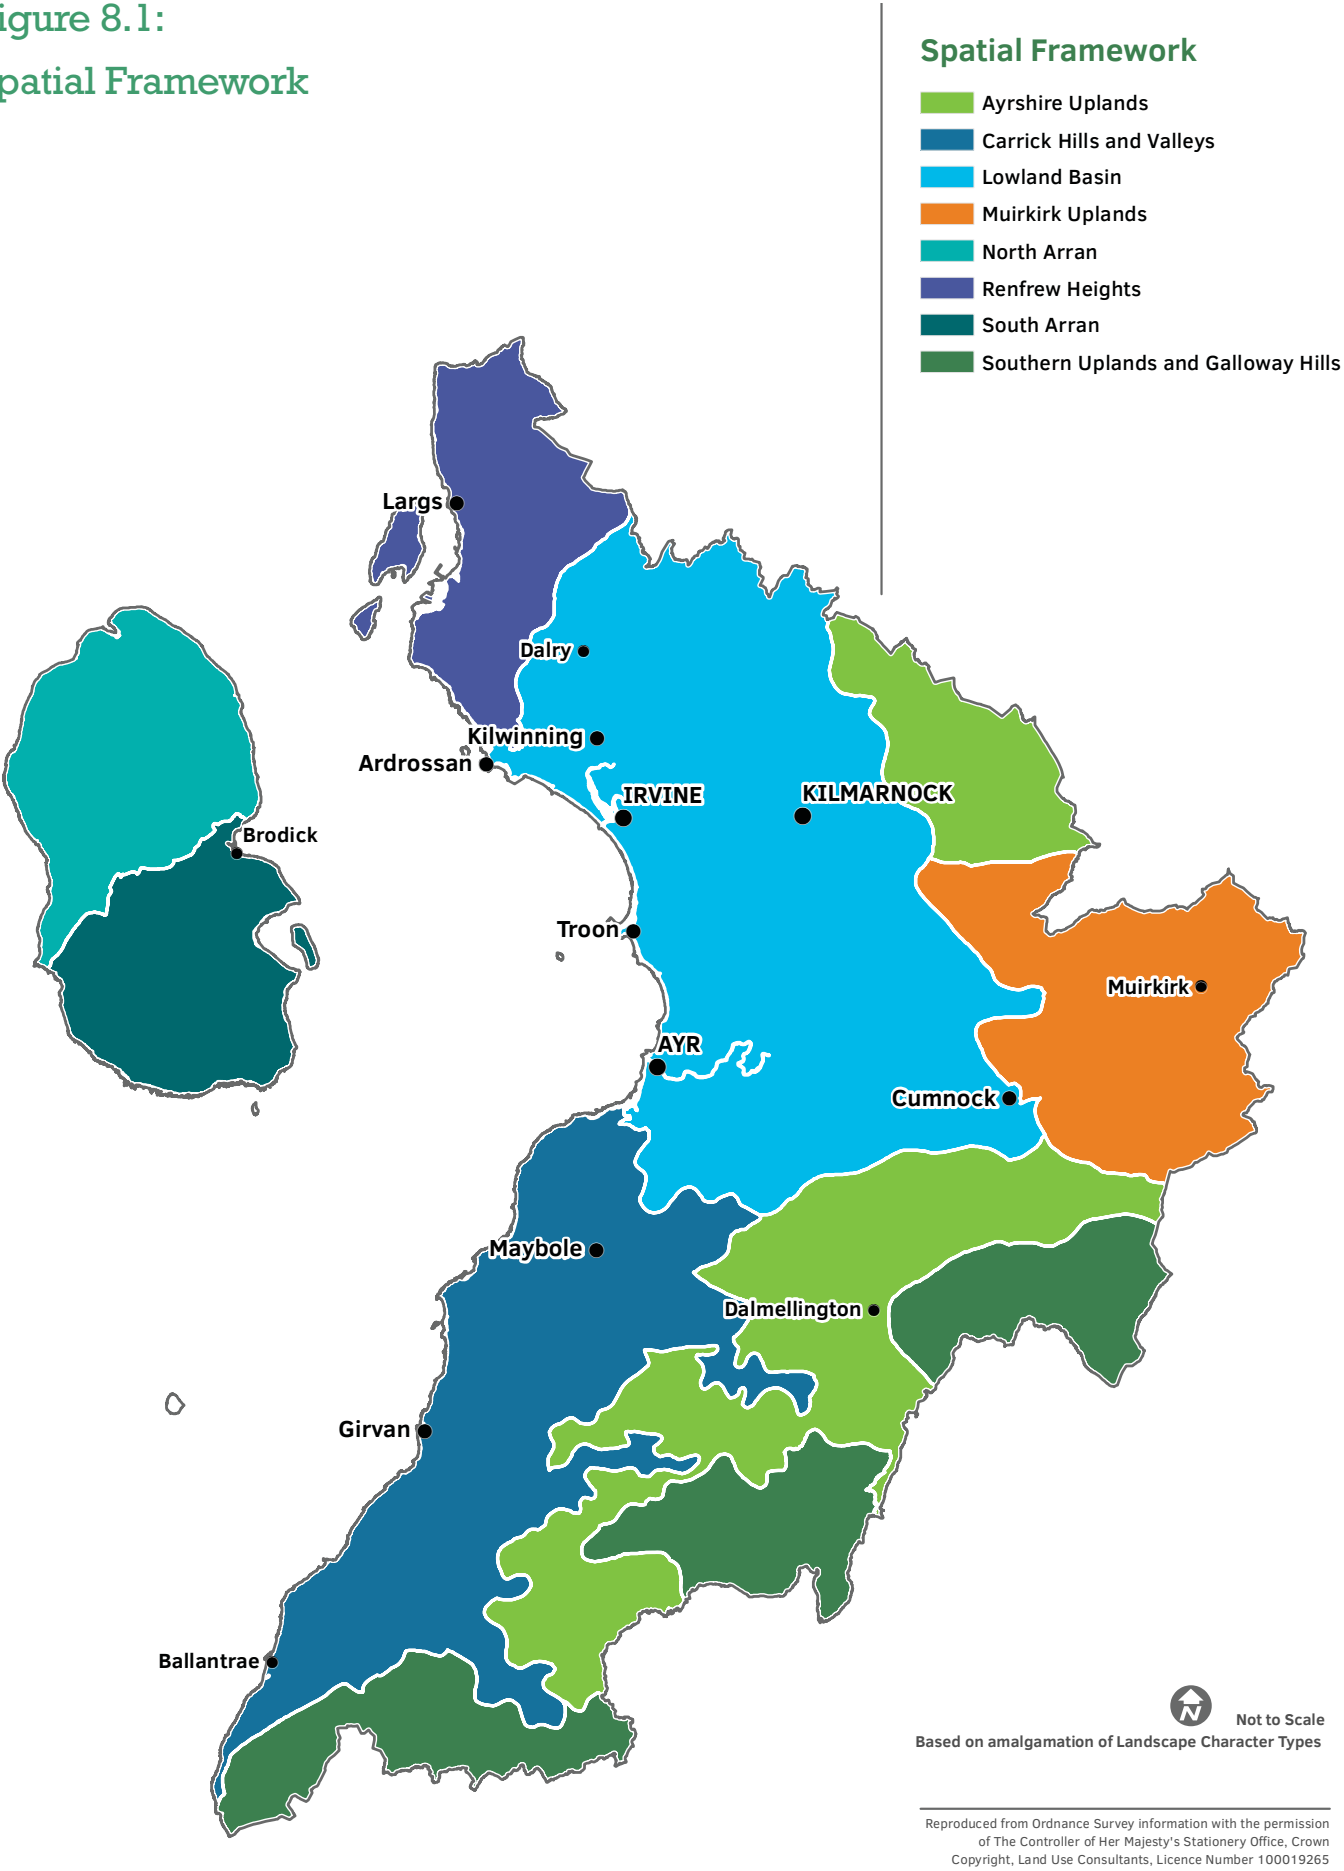 igure 8.1:
patial Framework
Spatial Framework
Ayrshire Uplands
Carrick Hills and Valleys
Lowland Basin
Muirkirk Uplands
North Arran
Renfrew Heights
South Arran
Southern Uplands and Galloway Hills
Largs
Dalry
Kilwinning
Ardrossan
IRVINE
KILMARNOCK
Brodick
Troon
Muirkirk
AYR
Cumnock
Maybole
Dalmellington
Girvan
Ballantrae
N
Not to Scale
Based on amalgamation of Landscape Character Types
Reproduced from Ordnance Survey information with the permission
of The Controller of Her Majesty's Stationery Office, Crown
Copyright, Land Use Consultants, Licence Number 100019265